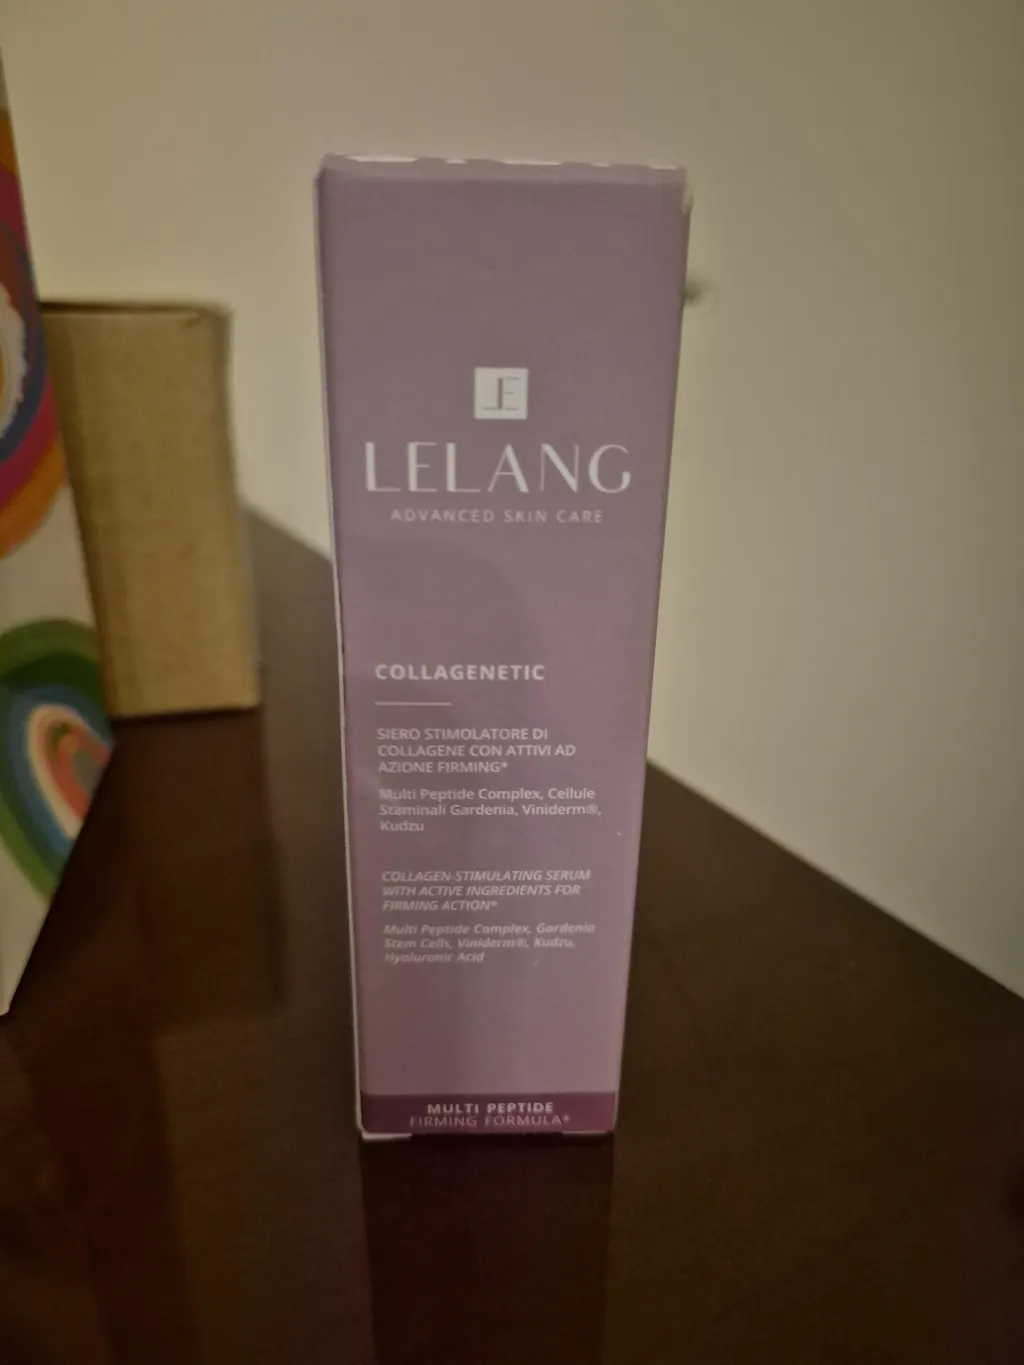 LE
LELANG
ADVANCED SKIN CARE
COLLAGENETIC
SIERO STIMOLATORE DI
COLLAGENE CON ATTIVI AD
AZIONE FIRMING*
Multi Peptide Complex, Cellule
Staminali Gardenia, Viniderm®,
Kudzu
COLLAGEN-STIMULATING SERUM
WITH ACTIVE INGREDIENTS FOR
FIRMING ACTION*
Multi Peptide Complex, Gardenia
Stem Cells, Viniderm®, Kudzu,
Hyaluronic Acid
MULTI PEPTIDE
FIRMING FORMULA*